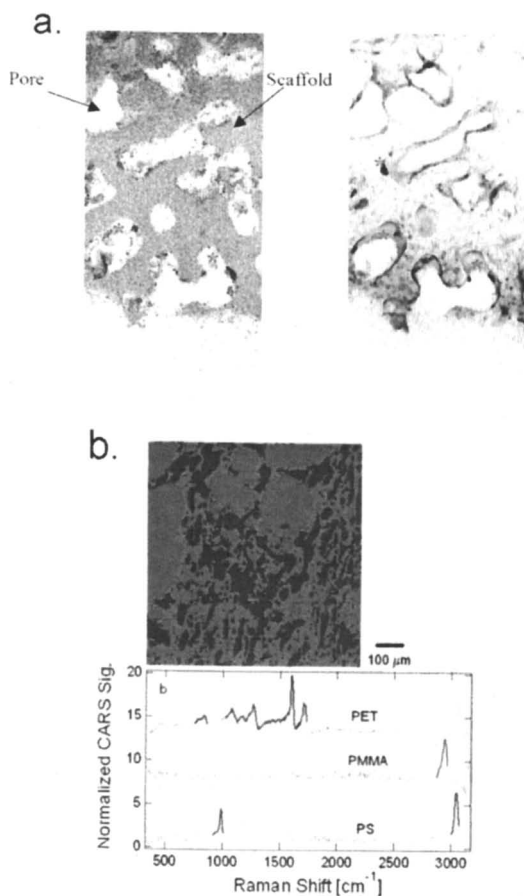 a.
Pore
Scaffold
*
*
*
b.
100 µm
20
15
10
5
0
b
PET
PMMA
PS
Normalized CARS Sig.
500 1000 1500 2000 2500 3000
Raman Shift [cm⁻¹]